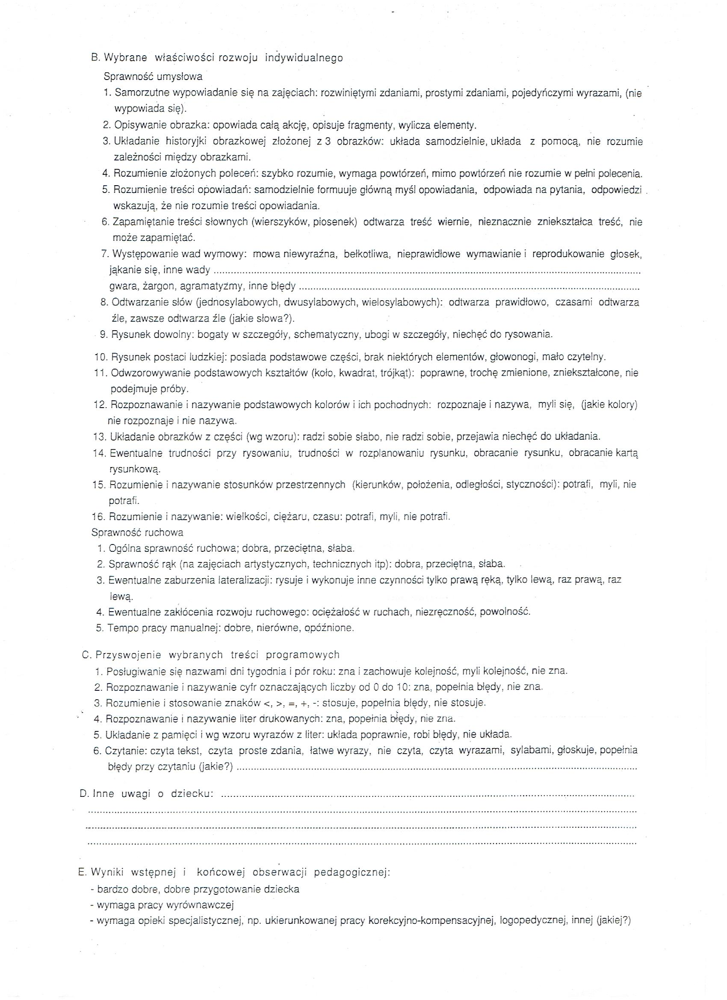 B. Wybrane właściwości rozwoju indywidualnego
Sprawność umysłowa
1. Samorzutne wypowiadanie się na zajęciach: rozwiniętymi zdaniami, prostymi zdaniami, pojedyńczymi wyrazami, (nie
wypowiada się).
2. Opisywanie obrazka: opowiada całą akcję, opisuje fragmenty, wylicza elementy.
3. Układanie historyjki obrazkowej złożonej z 3 obrazków: układa samodzielnie, układa z pomocą, nie rozumie
zależności między obrazkami.
4. Rozumienie złożonych poleceń: szybko rozumie, wymaga powtórzeń, mimo powtórzeń nie rozumie w pełni polecenia.
5. Rozumienie treści opowiadań: samodzielnie formuuje główną myśl opowiadania, odpowiada na pytania, odpowiedzi
wskazują, że nie rozumie treści opowiadania.
6. Zapamiętanie treści słownych (wierszyków, piosenek) odtwarza treść wiernie, nieznacznie zniekształca treść, nie
może zapamiętać.
7. Występowanie wad wymowy: mowa niewyraźna, bełkotliwa, nieprawidłowe wymawianie i reprodukowanie głosek,
jąkanie się, inne wady ........................................
gwara, żargon, agramatyzmy, inne błędy ........................................
8. Odtwarzanie słów (jednosylabowych, dwusylabowych, wielosylabowych): odtwarza prawidłowo, czasami odtwarza
źle, zawsze odtwarza źle (jakie słowa?).
9. Rysunek dowolny: bogaty w szczegóły, schematyczny, ubogi w szczegóły, niechęć do rysowania.
10. Rysunek postaci ludzkiej: posiada podstawowe części, brak niektórych elementów, głowonogi, mało czytelny.
11. Odwzorowywanie podstawowych kształtów (koło, kwadrat, trójkąt): poprawne, trochę zmienione, zniekształcone, nie
podejmuje próby.
12. Rozpoznawanie i nazywanie podstawowych kolorów i ich pochodnych: rozpoznaje i nazywa, myli się, (jakie kolory)
nie rozpoznaje i nie nazywa.
13. Układanie obrazków z części (wg wzoru): radzi sobie słabo, nie radzi sobie, przejawia niechęć do układania.
14. Ewentualne trudności przy rysowaniu, trudności w rozplanowaniu rysunku, obracanie rysunku, obracanie kartą
rysunkową.
15. Rozumienie i nazywanie stosunków przestrzennych (kierunków, położenia, odległości, styczności): potrafi, myli, nie
potrafi.
16. Rozumienie i nazywanie: wielkości, ciężaru, czasu: potrafi, myli, nie potrafi.
Sprawność ruchowa
1. Ogólna sprawność ruchowa; dobra, przeciętna, słaba.
2. Sprawność rąk (na zajęciach artystycznych, technicznych itp): dobra, przeciętna, słaba.
3. Ewentualne zaburzenia lateralizacji: rysuje i wykonuje inne czynności tylko prawą ręką, tylko lewą, raz prawą, raz
lewą.
4. Ewentualne zakłócenia rozwoju ruchowego: ociężałość w ruchach, niezręczność, powolność.
5. Tempo pracy manualnej: dobre, nierówne, opóźnione.
C. Przyswojenie wybranych treści programowych
1. Posługiwanie się nazwami dni tygodnia i pór roku: zna i zachowuje kolejność, myli kolejność, nie zna.
2. Rozpoznawanie i nazywanie cyfr oznaczających liczby od 0 do 10: zna, popełnia błędy, nie zna.
3. Rozumienie i stosowanie znaków <, >, =, +, -: stosuje, popełnia błędy, nie stosuje.
4. Rozpoznawanie i nazywanie liter drukowanych: zna, popełnia błędy, nie zna.
5. Układanie z pamięci i wg wzoru wyrazów z liter: układa poprawnie, robi błędy, nie układa.
6. Czytanie: czyta tekst, czyta proste zdania, łatwe wyrazy, nie czyta, czyta wyrazami, sylabami, głoskuje, popełnia
błędy przy czytaniu (jakie?) ........................................
D. Inne uwagi o dziecku: ........................................
........................................
........................................
........................................
E. Wyniki wstępnej i końcowej obserwacji pedagogicznej:
- bardzo dobre, dobre przygotowanie dziecka
- wymaga pracy wyrównawczej
- wymaga opieki specjalistycznej, np. ukierunkowanej pracy korekcyjno-kompensacyjnej, logopedycznej, innej (jakiej?)